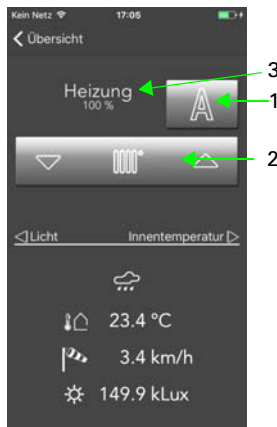 Kein Netz 17:05
Übersicht
Heizung 3
100 % A 1
2
Licht Innentemperatur
23.4 °C
3.4 km/h
149.9 kLux